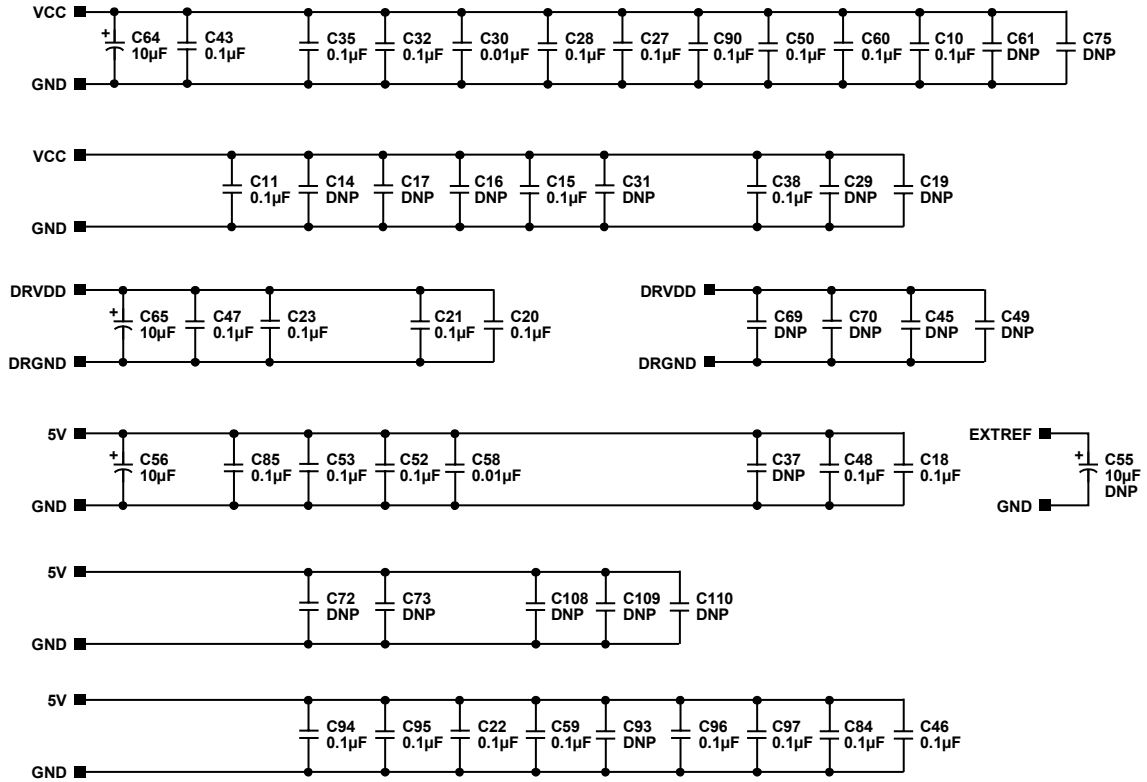 VCC
C64
10µF
C43
0.1µF
C35
0.1µF
C32
0.1µF
C30
0.01µF
C28
0.1µF
C27
0.1µF
C90
0.1µF
C50
0.1µF
C60
0.1µF
C10
0.1µF
C61
DNP
C75
DNP
GND
VCC
C11
0.1µF
C14
DNP
C17
DNP
C16
DNP
C15
0.1µF
C31
DNP
C38
0.1µF
C29
DNP
C19
DNP
GND
DRVDD
+
C65
10µF
C47
0.1µF
C23
0.1µF
C21
0.1µF
C20
0.1µF
DRGND
DRVDD
C69
DNP
C70
DNP
C45
DNP
C49
DNP
DRGND
5V
+
C56
10µF
C85
0.1µF
C53
0.1µF
C52
0.1µF
C58
0.01µF
C37
DNP
C48
0.1µF
C18
0.1µF
GND
EXTREF
+
C55
10µF
DNP
GND
5V
C72
DNP
C73
DNP
C108
DNP
C109
DNP
C110
DNP
GND
5V
C94
0.1µF
C95
0.1µF
C22
0.1µF
C59
0.1µF
C93
DNP
C96
0.1µF
C97
0.1µF
C84
0.1µF
C46
0.1µF
GND